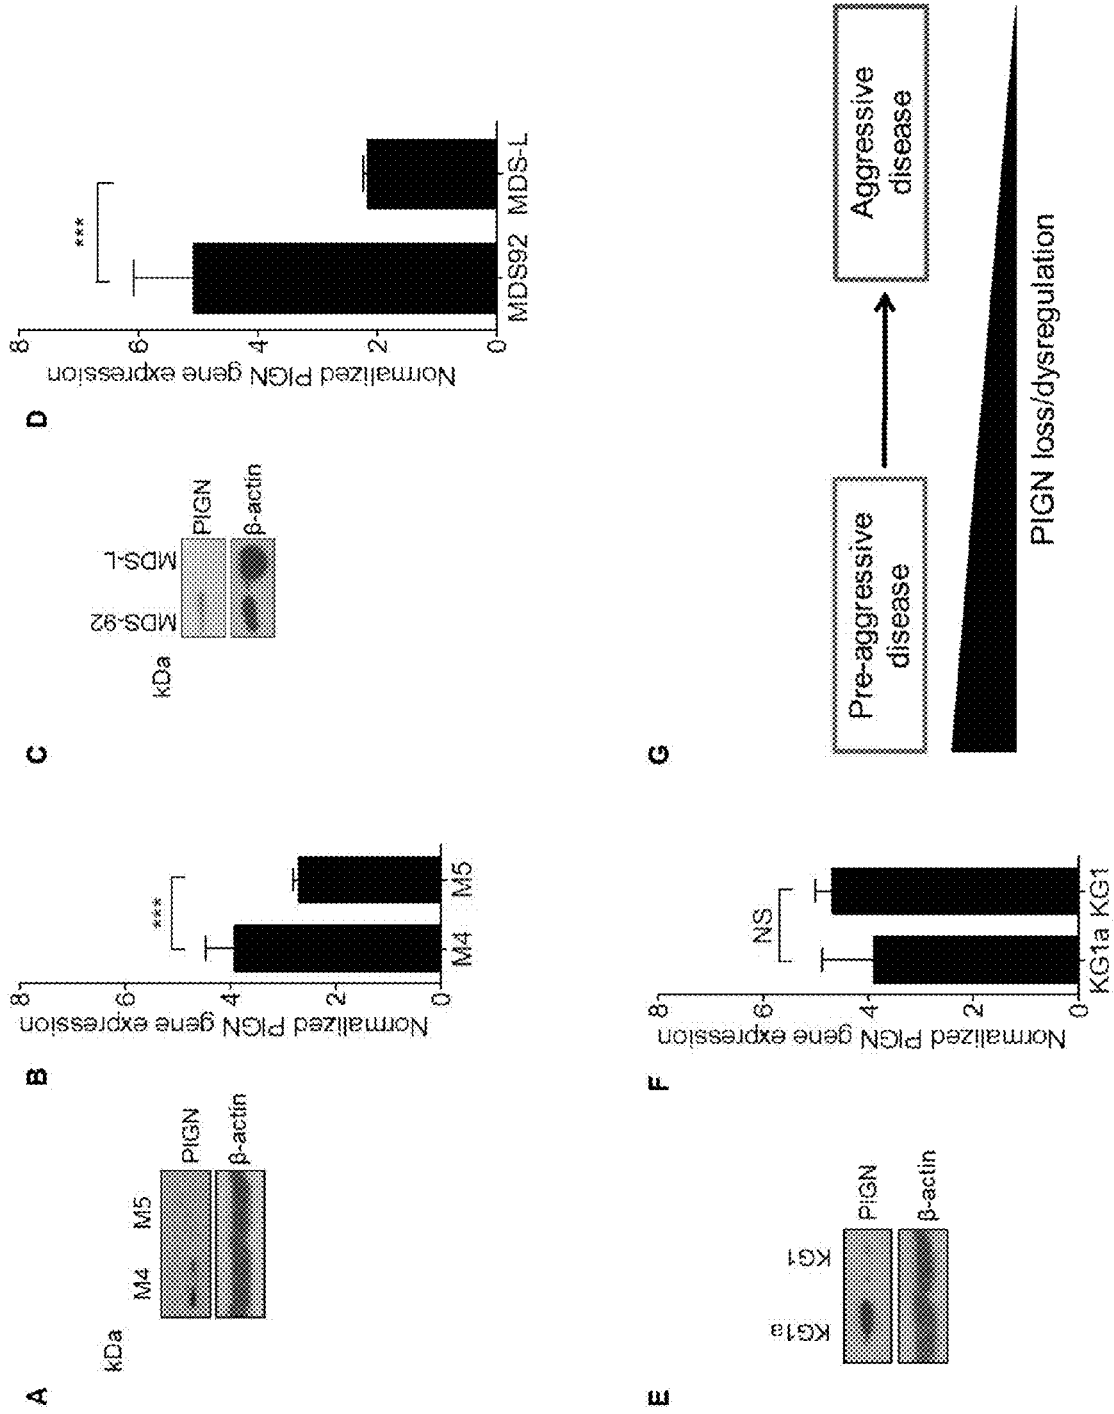 A
kDa
M4 M5
PIGN
β-actin
B
Normalized PIGN gene expression
8
6
4
2
0
***
M4 M5
C
kDa
MDS-92 MDS-L
PIGN
β-actin
D
Normalized PIGN gene expression
8
6
4
2
0
***
MDS92 MDS-L
E
KG1a KG1
PIGN
β-actin
F
Normalized PIGN gene expression
8
6
4
2
0
NS
KG1a KG1
G
Pre-aggressive
disease
Aggressive
disease
PIGN loss/dysregulation